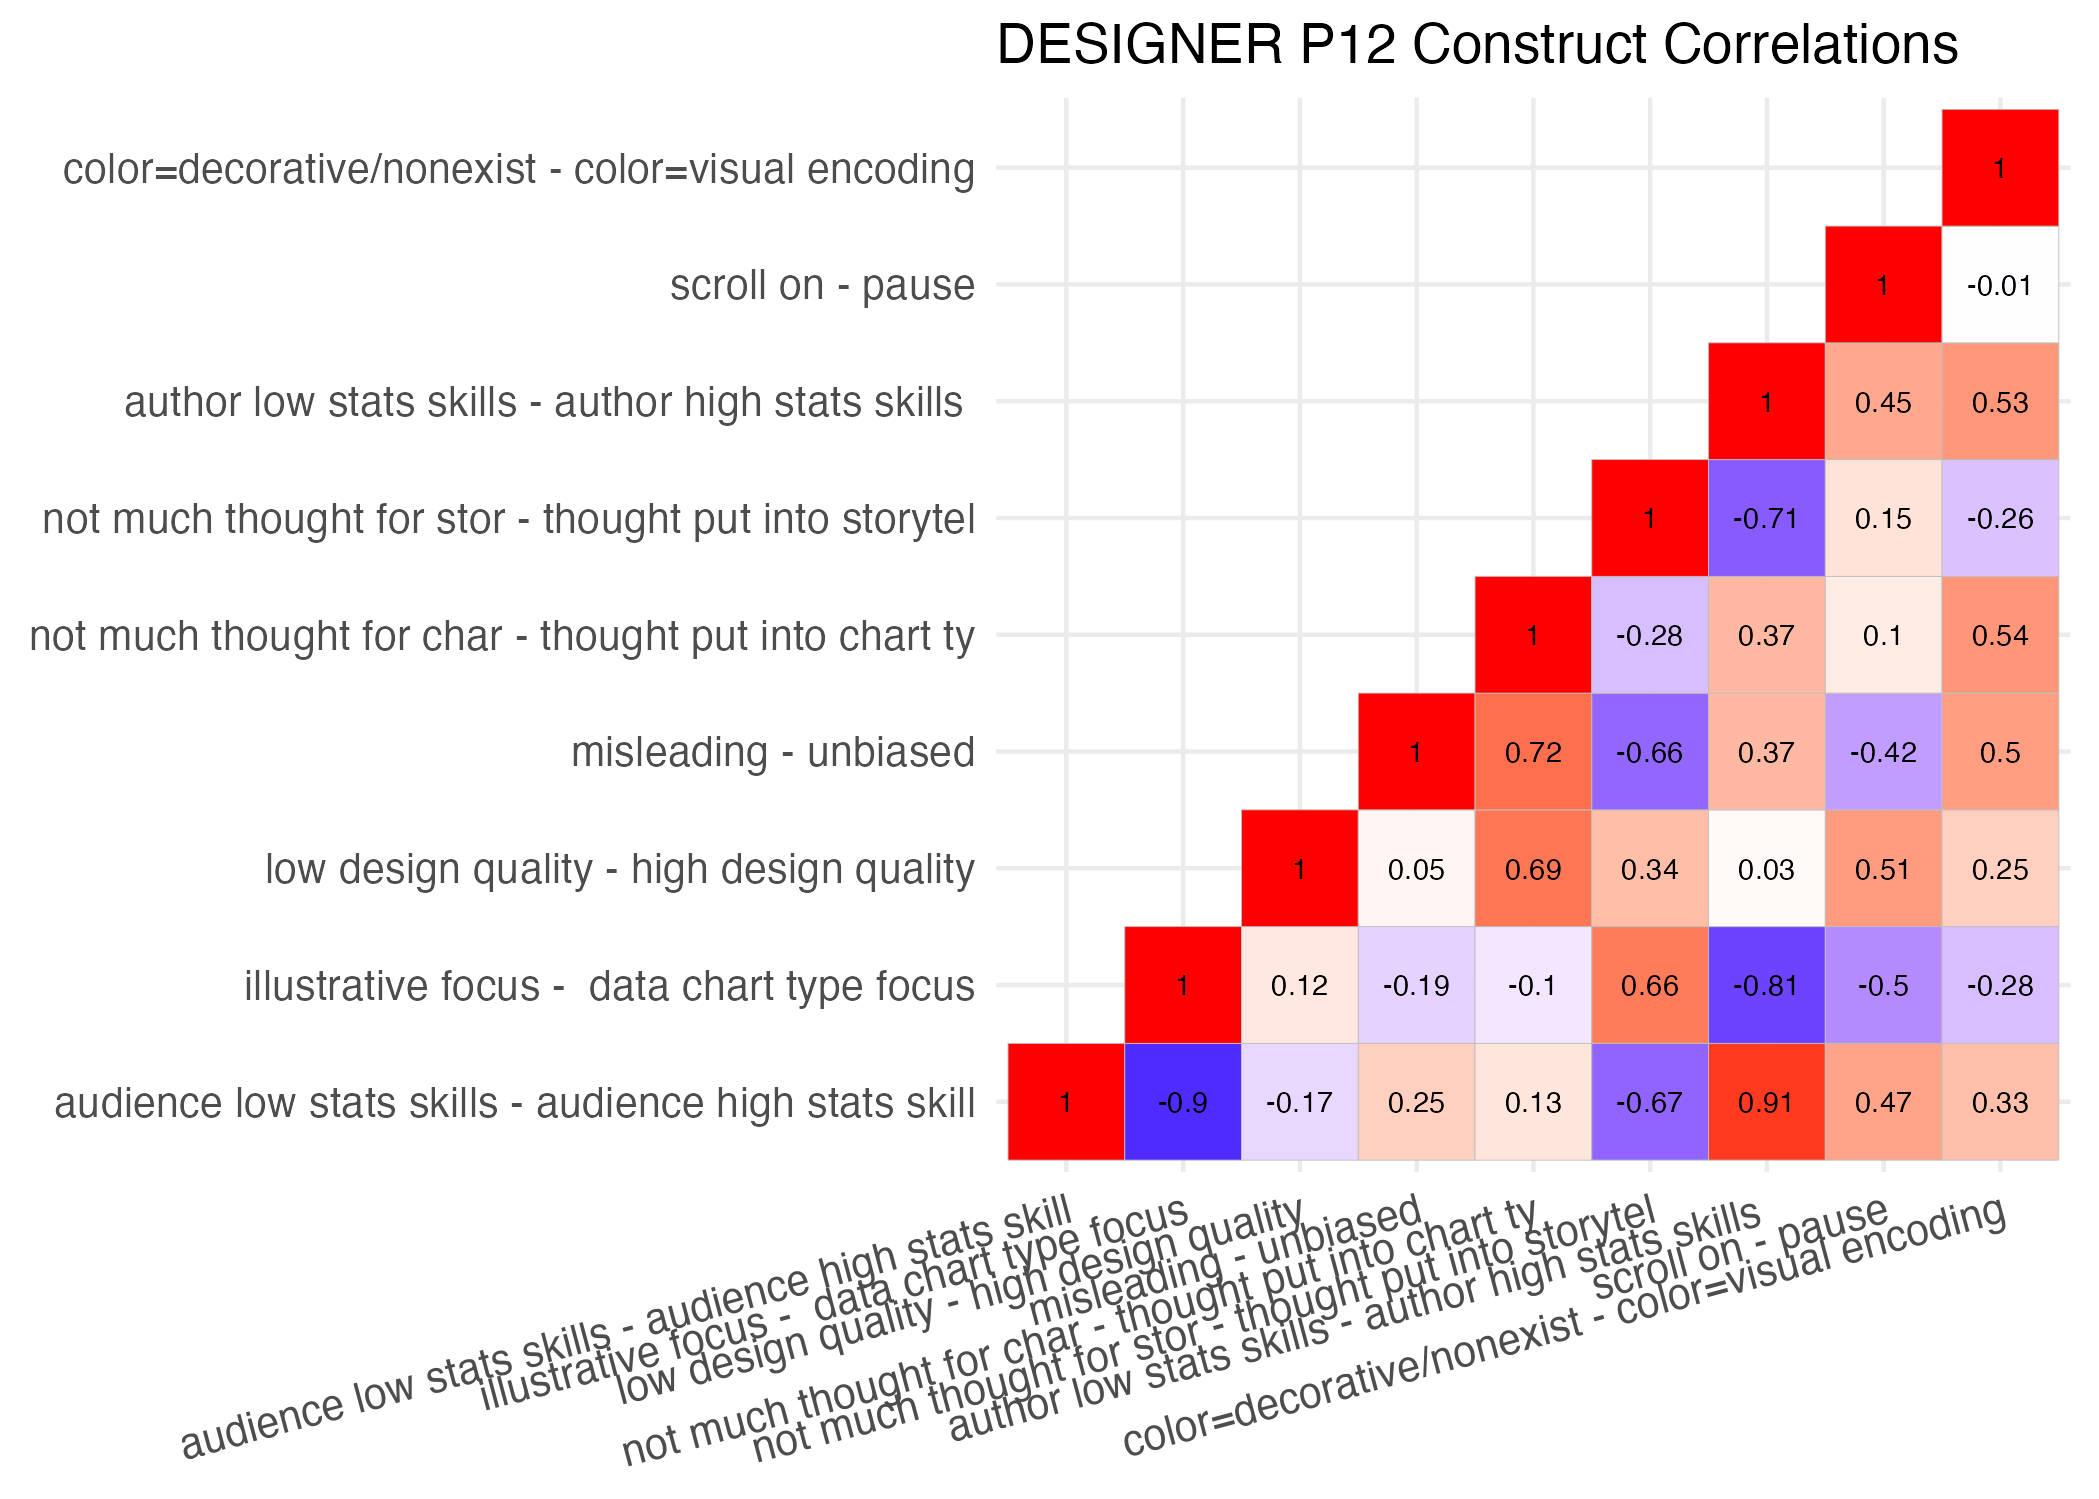 DESIGNER P12 Construct Correlations
color=decorative/nonexist - color=visual encoding
1
scroll on - pause
1 -0.01
author low stats skills - author high stats skills
1 0.45 0.53
not much thought for stor - thought put into storytel
1 -0.71 0.15 -0.26
not much thought for char - thought put into chart ty
1 -0.28 0.37 0.1 0.54
misleading - unbiased
1 0.72 -0.66 0.37 -0.42 0.5
low design quality - high design quality
1 0.05 0.69 0.34 0.03 0.51 0.25
illustrative focus -  data chart type focus
1 0.12 -0.19 -0.1 0.66 -0.81 -0.5 -0.28
audience low stats skills - audience high stats skill
1 -0.9 -0.17 0.25 0.13 -0.67 0.91 0.47 0.33
audience low stats skills - audience high stats skill
illustrative focus -  data chart type focus
low design quality - high design quality
misleading - unbiased
not much thought for char - thought put into chart ty
not much thought for stor - thought put into storytel
author low stats skills - author high stats skills
scroll on - pause
color=decorative/nonexist - color=visual encoding